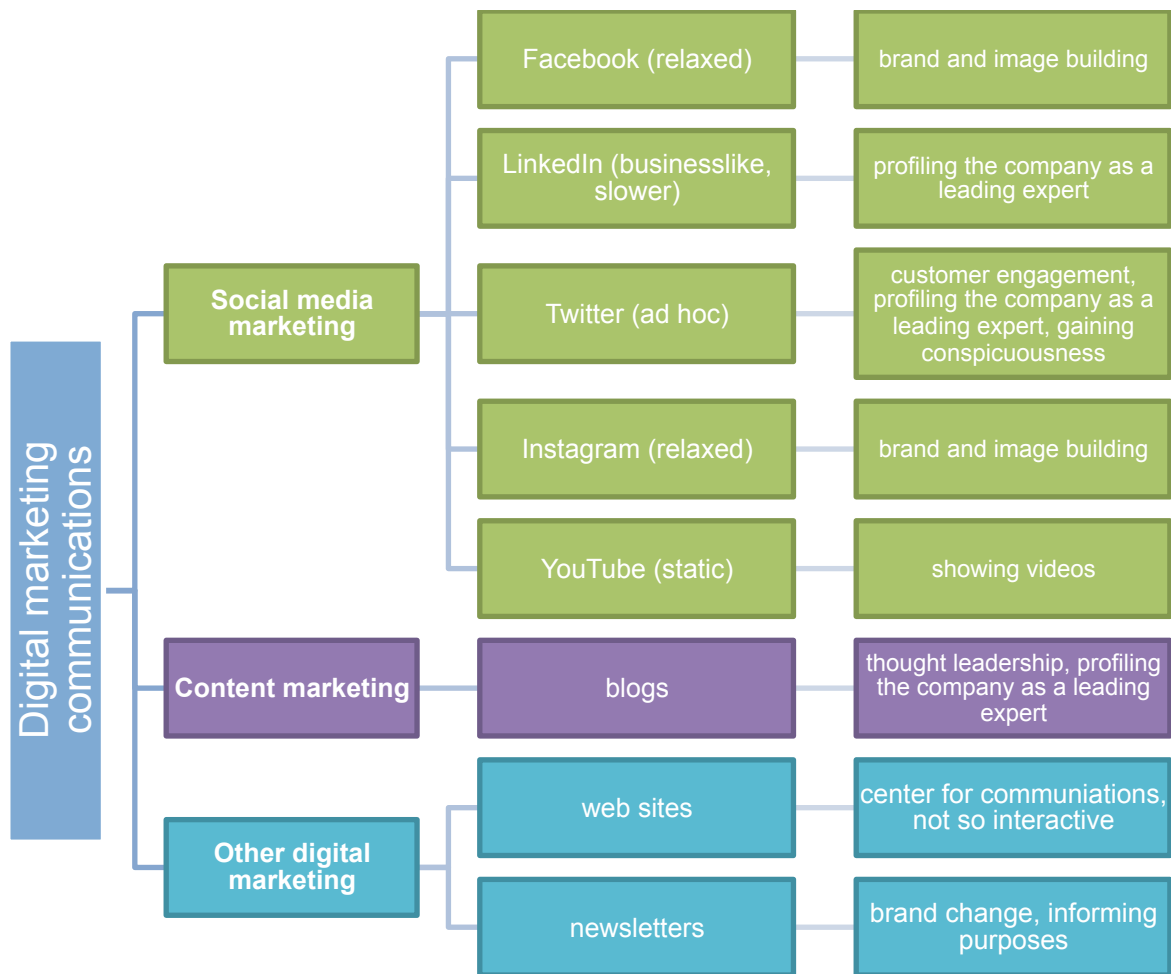 Digital marketing
communications
Social media
marketing
Facebook (relaxed)
brand and image building
LinkedIn (businesslike,
slower)
profiling the company as a
leading expert
Twitter (ad hoc)
customer engagement,
profiling the company as a
leading expert, gaining
conspicuousness
Instagram (relaxed)
brand and image building
YouTube (static)
showing videos
Content marketing
blogs
thought leadership, profiling
the company as a leading
expert
Other digital
marketing
web sites
center for communiations,
not so interactive
newsletters
brand change, informing
purposes